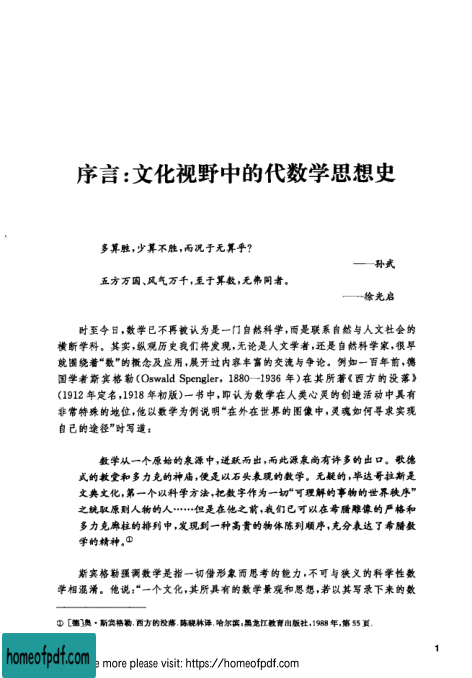 序言:文化视野中的代数学思想史
多算胜,少算不胜,而况于无算乎?
——孙武
五方万国、风气万千,至于算数,无弗同者。
——徐光启
时至今日,数学已不再被认为是一门自然科学,而是联系自然与人文社会的
横断学科。其实,纵观历史我们将发现,无论是人文学者,还是自然科学家,很早
就围绕着“数”的概念及应用,展开过内容丰富的交流与争论。例如一百年前,德
国学者斯宾格勒(Oswald Spengler, 1880—1936 年)在其所著《西方的没落》
(1912 年定名,1918 年初版)一书中,即认为数学在人类心灵的创造活动中具有
非常特殊的地位,他以数学为例说明“在外在世界的图像中,灵魂如何寻求实现
自己的途径”时写道:
数学从一个原始的泉源中,迸跃而出,而此源泉尚有许多的出口。歌德
式的教堂和多力克的神庙,便是以石头表现的数学。无疑的,毕达哥拉斯是
文典文化,第一个以科学方法,把数字作为一切“可理解的事物的世界秩序”
之统驭原则人物的人……但是在他之前,我们已可以在希腊雕像的严格和
多力克廊柱的排列中,发现到一种高贵的物体陈列顺序,充分表达了希腊数
学的精神。①
斯宾格勒强调数学是指一切借形象而思考的能力,不可与狭义的科学性数
学相混淆。他说:“一个文化,其所具有的数学景观和思想,若以其写录下来的数
① [德]奥·斯宾格勒.西方的没落.陈晓林译.哈尔滨:黑龙江教育出版社,1988年,第 55 页.
1
homeofpdf.com
e more please visit: https://homeofpdf.com